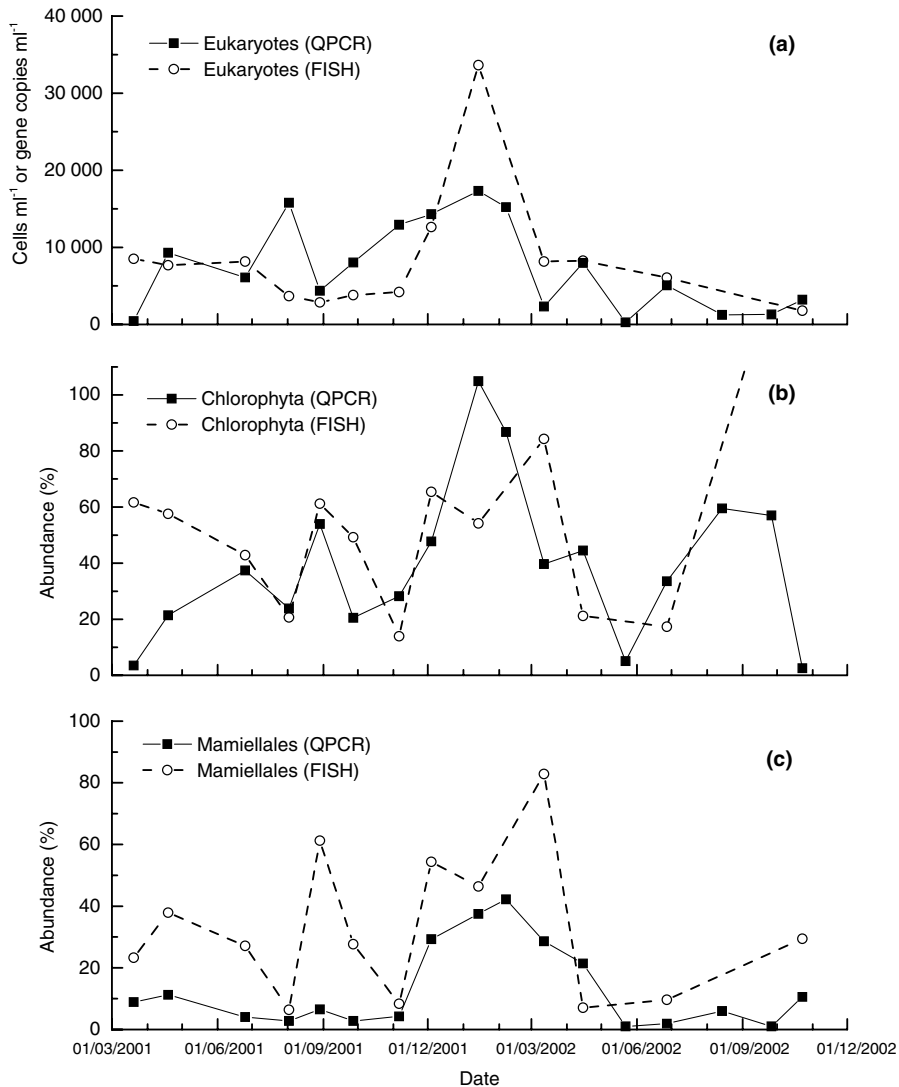 40 000
(a)
Eukaryotes (QPCR)
Eukaryotes (FISH)
30 000
20 000
10 000
0
Cells ml⁻¹ or gene copies ml⁻¹
(b)
Chlorophyta (QPCR)
Chlorophyta (FISH)
100
80
60
40
20
0
Abundance (%)
100
(c)
Mamiellales (QPCR)
Mamiellales (FISH)
80
60
40
20
0
Abundance (%)
01/03/2001 01/06/2001 01/09/2001 01/12/2001 01/03/2002 01/06/2002 01/09/2002 01/12/2002
Date